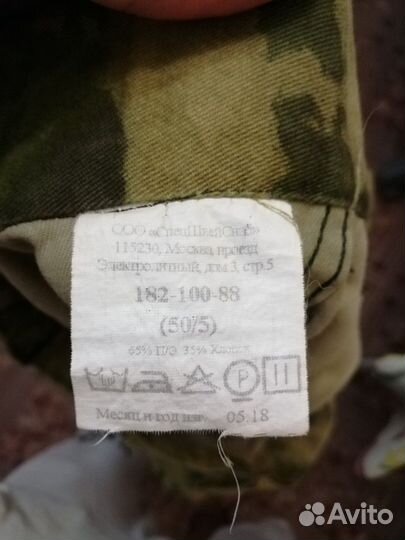 ООО «СпецШвейСнаб»
115230, Москва, проезд
Электролитный, дом 3, стр 5
182-100-88
(50/5)
65% П/Э 35% Хлопок
P
Месяц и год изг. 05.18
Avito